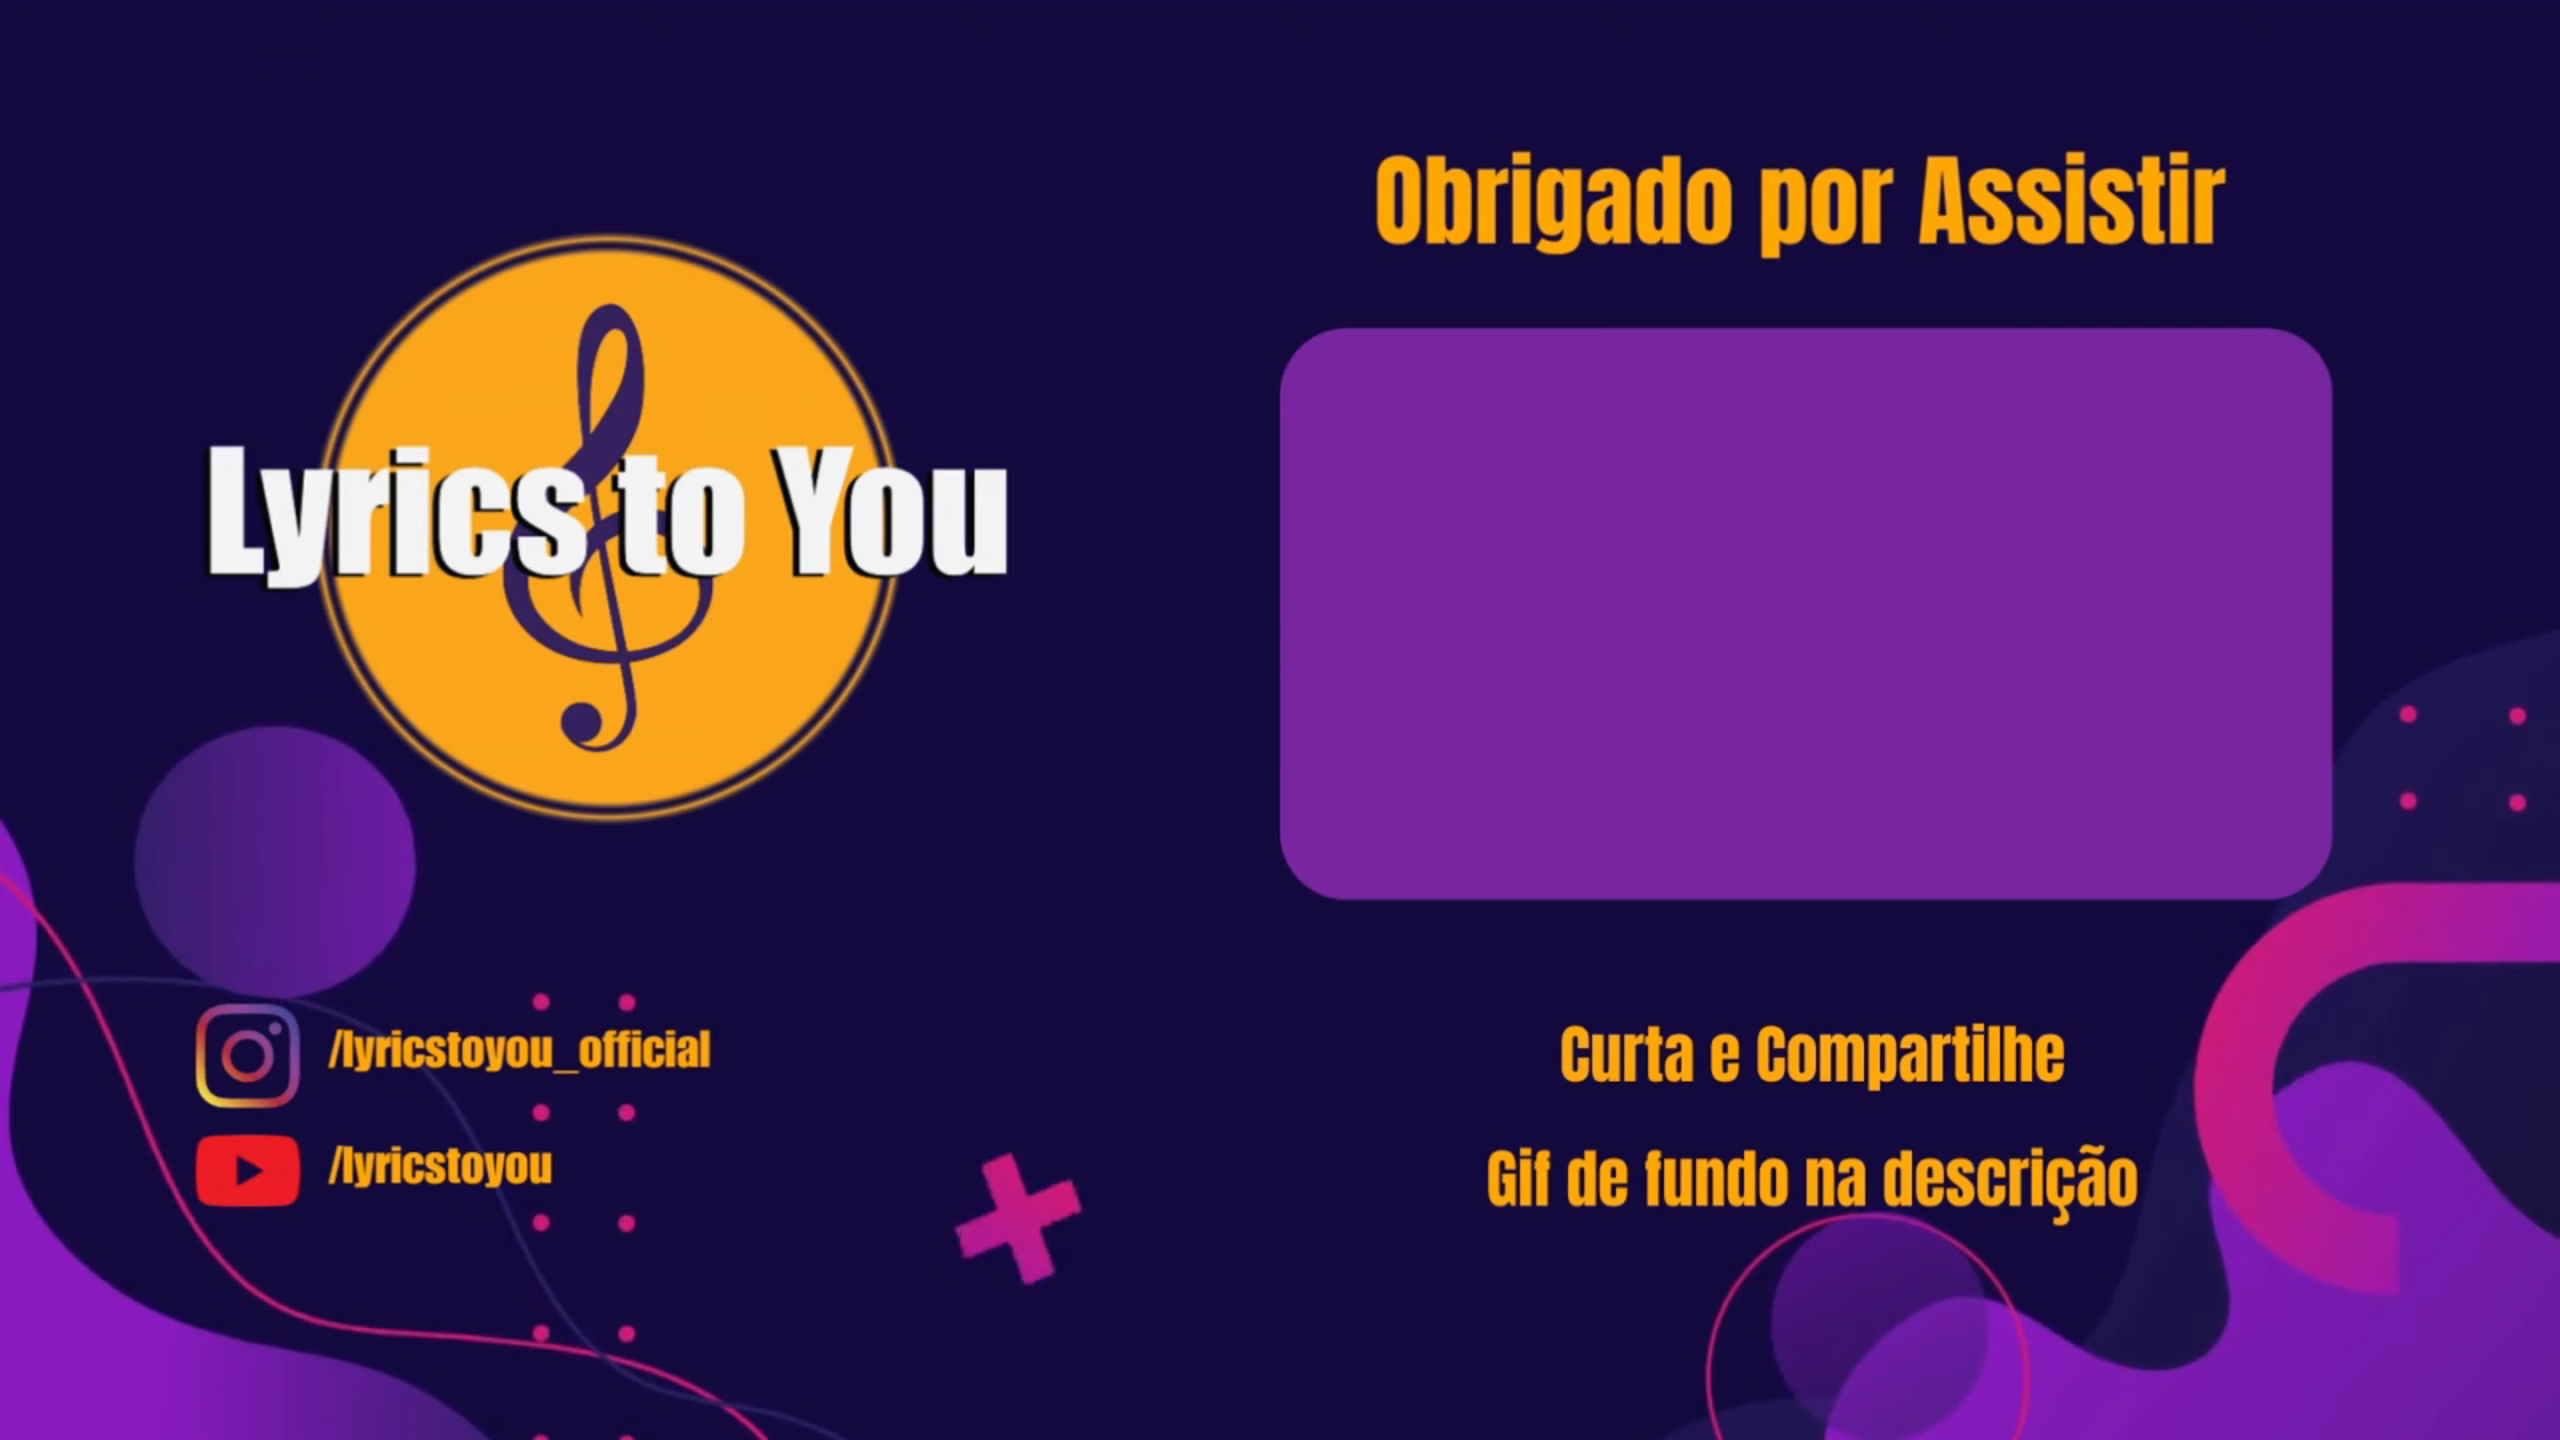 Obrigado por Assistir
Lyrics to You
/lyricstoyou_official
/lyricstoyou
Curta e Compartilhe
Gif de fundo na descrição